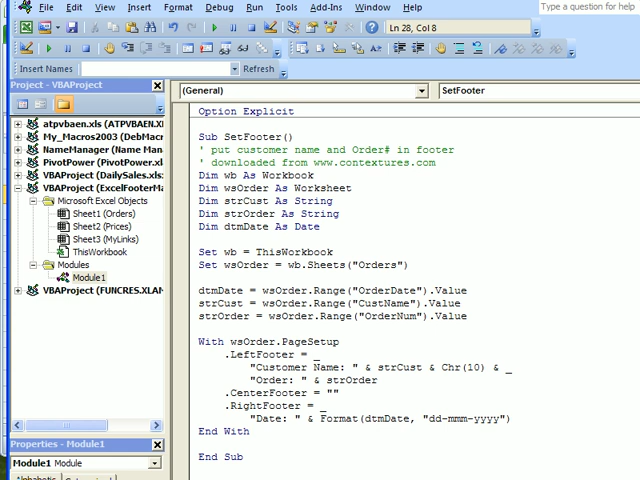 File Edit View Insert Format Debug Run Tools Add-Ins Window Help Type a question for help
Ln 28, Col 8
Insert Names Refresh
Project - VBAProject
(General) SetFooter
atpvbaen.xls (ATPVBAEN.XL
My_Macros2003 (DebMacr
NameManager (Name Mar
PivotPower (PivotPower.xl
VBAProject (DailySales.xls)
VBAProject (ExcelFooterMa
Microsoft Excel Objects
Sheet1 (Orders)
Sheet2 (Prices)
Sheet3 (MyLinks)
ThisWorkbook
Modules
Module1
VBAProject (FUNCRES.XLAM
Properties - Module1
Module1 Module
Alphabetic
Option Explicit
Sub SetFooter()
' put customer name and Order# in footer
' downloaded from www.contextures.com
Dim wb As Workbook
Dim wsOrder As Worksheet
Dim strCust As String
Dim strOrder As String
Dim dtmDate As Date
Set wb = ThisWorkbook
Set wsOrder = wb.Sheets("Orders")
dtmDate = wsOrder.Range("OrderDate").Value
strCust = wsOrder.Range("CustName").Value
strOrder = wsOrder.Range("OrderNum").Value
With wsOrder.PageSetup
.LeftFooter = _
"Customer Name: " & strCust & Chr(10) & _
"Order: " & strOrder
.CenterFooter = ""
.RightFooter = _
"Date: " & Format(dtmDate, "dd-mmm-yyyy")
End With
End Sub